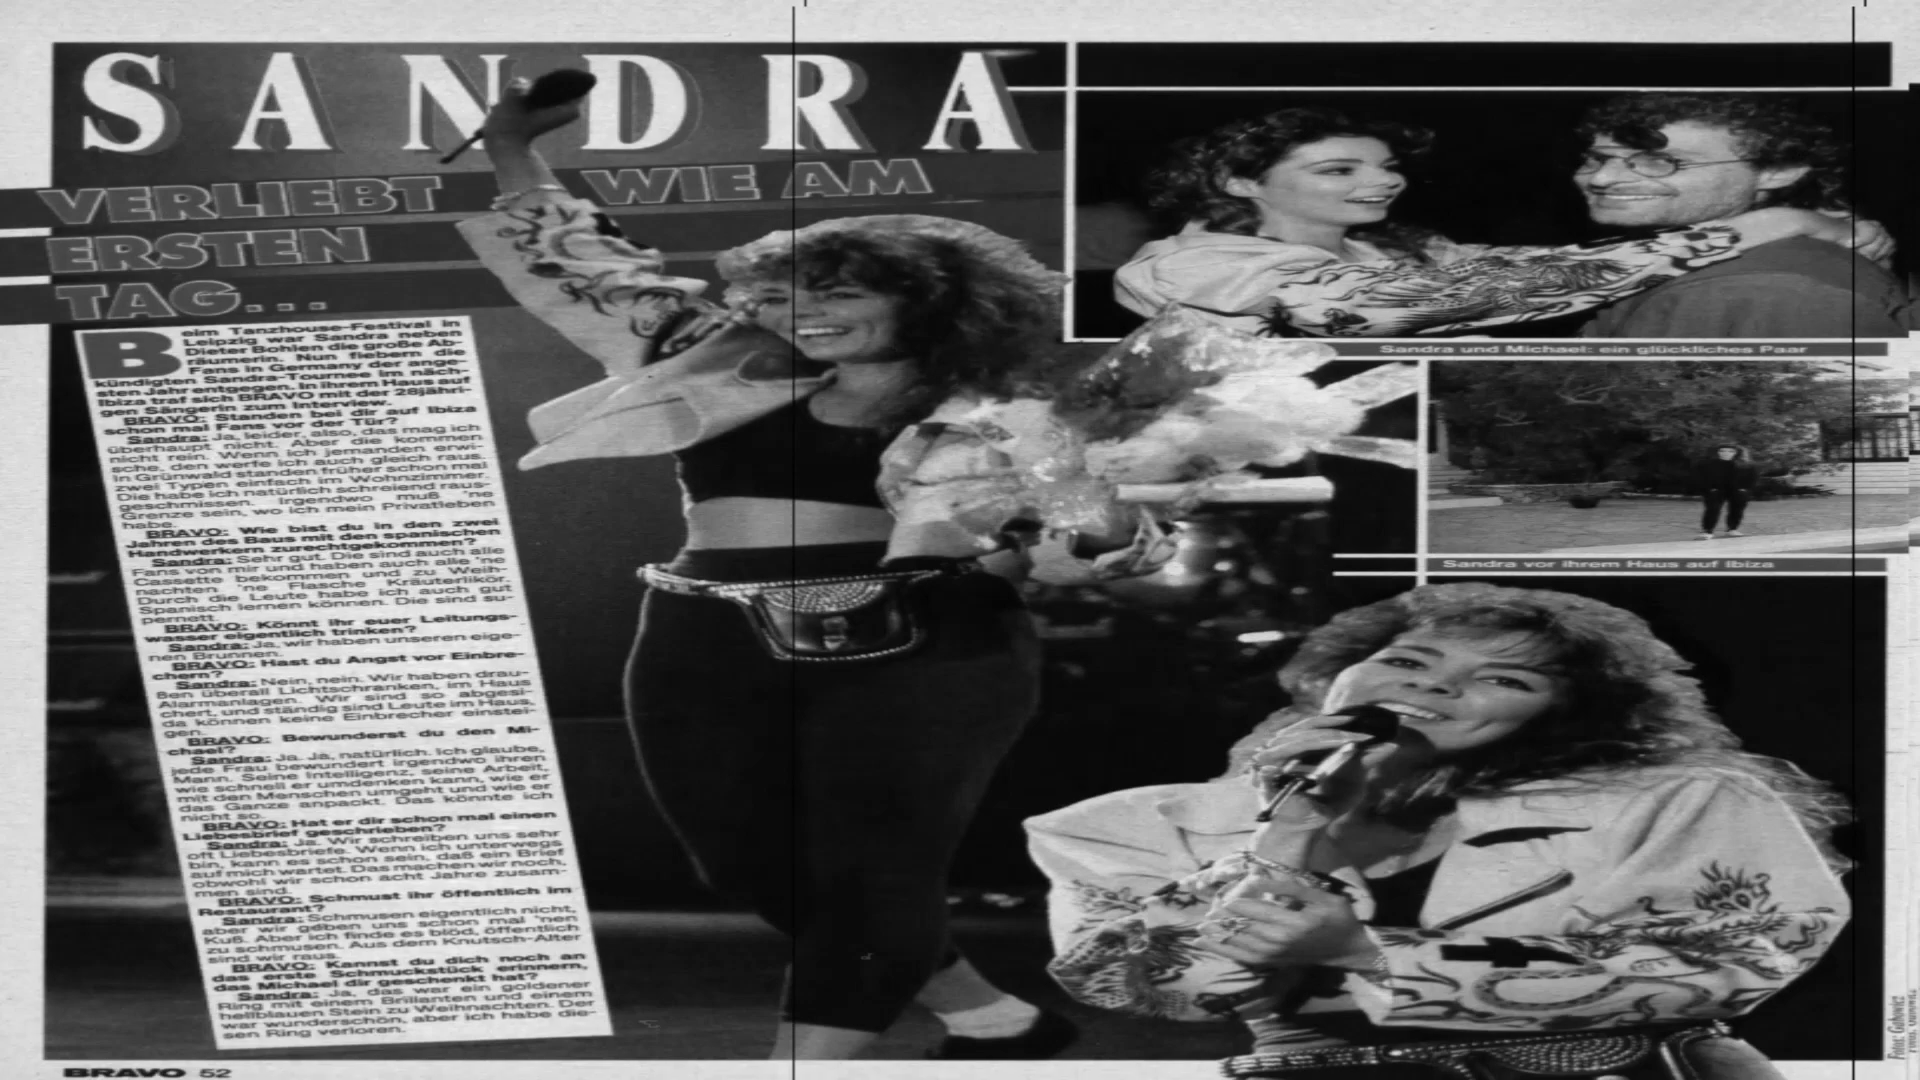 SANDRA
VERLIEBT WIE AM
ERSTEN
TAG...
Beim Tanzhouse-Festival in
Leipzig war Sandra neben
Dieter Bohlen die große Ab-
räumerin. Nun fiebern die
Fans in Germany der ange-
kündigten Sandra-Tournee im näch-
sten Jahr entgegen. In ihrem Haus auf
Ibiza traf sich BRAVO mit der 28jähri-
gen Sängerin zum Interview.
BRAVO: Standen bei dir auf Ibiza
schon mal Fans vor der Tür?
Sandra: Ja, leider, also, das mag ich
überhaupt nicht. Aber die kommen
nicht rein. Wenn ich jemanden erwi-
sche, den werfe ich auch gleich raus.
In Grünwald standen früher schon mal
zwei Typen einfach im Wohnzimmer.
Die habe ich natürlich schreiend raus-
geschmissen. Irgendwo muß 'ne
Grenze sein, wo ich mein Privatleben
habe.
BRAVO: Wie bist du in den zwei
Jahren des Baus mit den spanischen
Handwerkern zurechtgekommen?
Sandra: Sehr gut. Die sind auch alle
Fans von mir und haben auch alle 'ne
Cassette bekommen und zu Weih-
nachten 'ne Flasche Kräuterlikör.
Durch die Leute habe ich auch gut
Spanisch lernen können. Die sind su-
pernett.
BRAVO: Könnt ihr euer Leitungs-
wasser eigentlich trinken?
Sandra: Ja, wir haben unseren eige-
nen Brunnen.
BRAVO: Hast du Angst vor Einbre-
chern?
Sandra: Nein, nein. Wir haben drau-
ßen überall Lichtschranken, im Haus
Alarmanlagen. Wir sind so abgesi-
chert, und ständig sind Leute im Haus,
da können keine Einbrecher einstei-
gen.
BRAVO: Bewunderst du den Mi-
chael?
Sandra: Ja. Ja, natürlich. Ich glaube,
jede Frau bewundert irgendwo ihren
Mann. Seine Intelligenz, seine Arbeit,
wie schnell er umdenken kann, wie er
mit den Menschen umgeht und wie er
das Ganze anpackt. Das könnte ich
nicht so.
BRAVO: Hat er dir schon mal einen
Liebesbrief geschrieben?
Sandra: Ja. Wir schreiben uns sehr
oft Liebesbriefe. Wenn ich unterwegs
bin, kann es schon sein, daß ein Brief
auf mich wartet. Das machen wir noch,
obwohl wir schon acht Jahre zusam-
men sind.
BRAVO: Schmust ihr öffentlich im
Restaurant?
Sandra: Schmusen eigentlich nicht,
aber wir geben uns schon mal 'nen
Kuß. Aber ich finde es blöd, öffentlich
zu schmusen. Aus dem Knutsch-Alter
sind wir raus.
BRAVO: Kannst du dich noch an
das erste Schmuckstück erinnern,
das Michael dir geschenkt hat?
Sandra: Ja, das war ein goldener
Ring mit einem Brillanten und einem
hellblauen Stein zu Weihnachten. Der
war wunderschön, aber ich habe die-
sen Ring verloren.
Sandra und Michael: ein glückliches Paar
Sandra vor ihrem Haus auf Ibiza
BRAVO 52